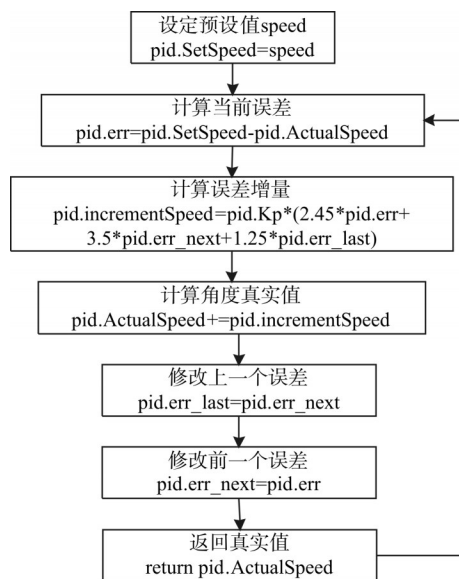 设定预设值speed
pid.SetSpeed=speed
计算当前误差
pid.err=pid.SetSpeed-pid.ActualSpeed
计算误差增量
pid.incrementSpeed=pid.Kp*(2.45*pid.err+
3.5*pid.err_next+1.25*pid.err_last)
计算角度真实值
pid.ActualSpeed+=pid.incrementSpeed
修改上一个误差
pid.err_last=pid.err_next
修改前一个误差
pid.err_next=pid.err
返回真实值
return pid.ActualSpeed